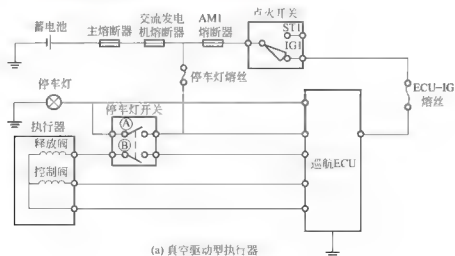 蓄电池
主熔断器
交流发电
机熔断器
AM1
熔断器
点火开关
ST1
IG1
停车灯熔丝
ECU-IG
熔丝
停车灯
停车灯开关
A
B
执行器
释放阀
控制阀
巡航ECU
(a) 真空驱动型执行器